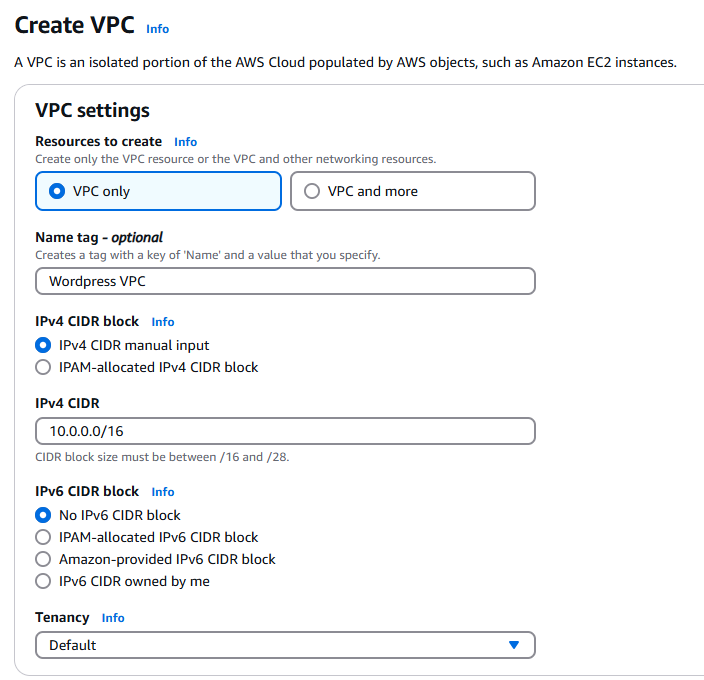 Create VPC Info
A VPC is an isolated portion of the AWS Cloud populated by AWS objects, such as Amazon EC2 instances.
VPC settings
Resources to create Info
Create only the VPC resource or the VPC and other networking resources.
VPC only VPC and more
Name tag - optional
Creates a tag with a key of 'Name' and a value that you specify.
Wordpress VPC
IPv4 CIDR block Info
IPv4 CIDR manual input
IPAM-allocated IPv4 CIDR block
IPv4 CIDR
10.0.0.0/16
CIDR block size must be between /16 and /28.
IPv6 CIDR block Info
No IPv6 CIDR block
IPAM-allocated IPv6 CIDR block
Amazon-provided IPv6 CIDR block
IPv6 CIDR owned by me
Tenancy Info
Default